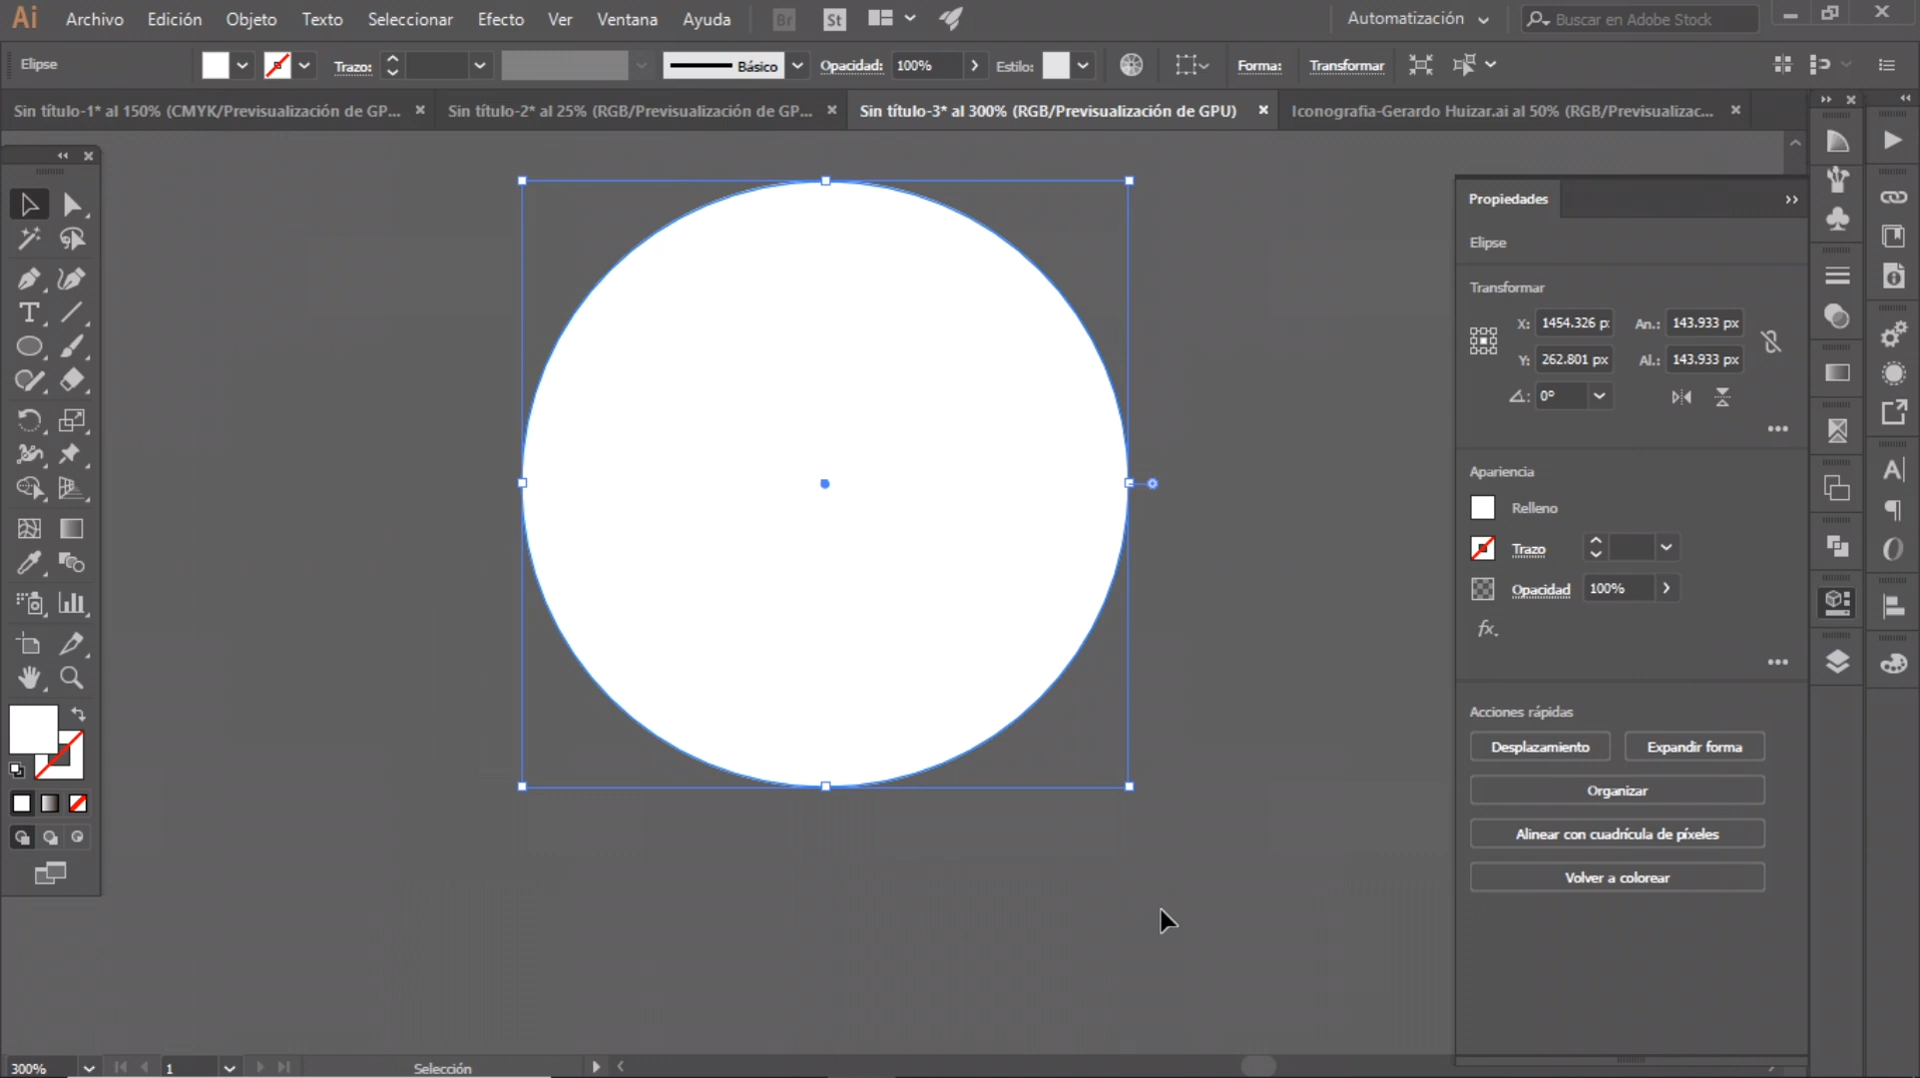 Ai Archivo Edición Objeto Texto Seleccionar Efecto Ver Ventana Ayuda Br St Automatización Buscar en Adobe Stock
Elipse Trazo: Básico Opacidad: 100% Estilo: Forma: Transformar
Sin título-1* al 150% (CMYK/Previsualización de GP... × Sin título-2* al 25% (RGB/Previsualización de GP... × Sin título-3* al 300% (RGB/Previsualización de GPU) × Iconografia-Gerardo Huizar.ai al 50% (RGB/Previsualizac... ×
Propiedades
Elipse
Transformar
X: 1454.326 p An.: 143.933 px
Y: 262.801 px Al.: 143.933 px
0°
Apariencia
Relleno
Trazo
Opacidad 100%
fx.
Acciones rápidas
Desplazamiento Expandir forma
Organizar
Alinear con cuadrícula de píxeles
Volver a colorear
300% 1 Selección